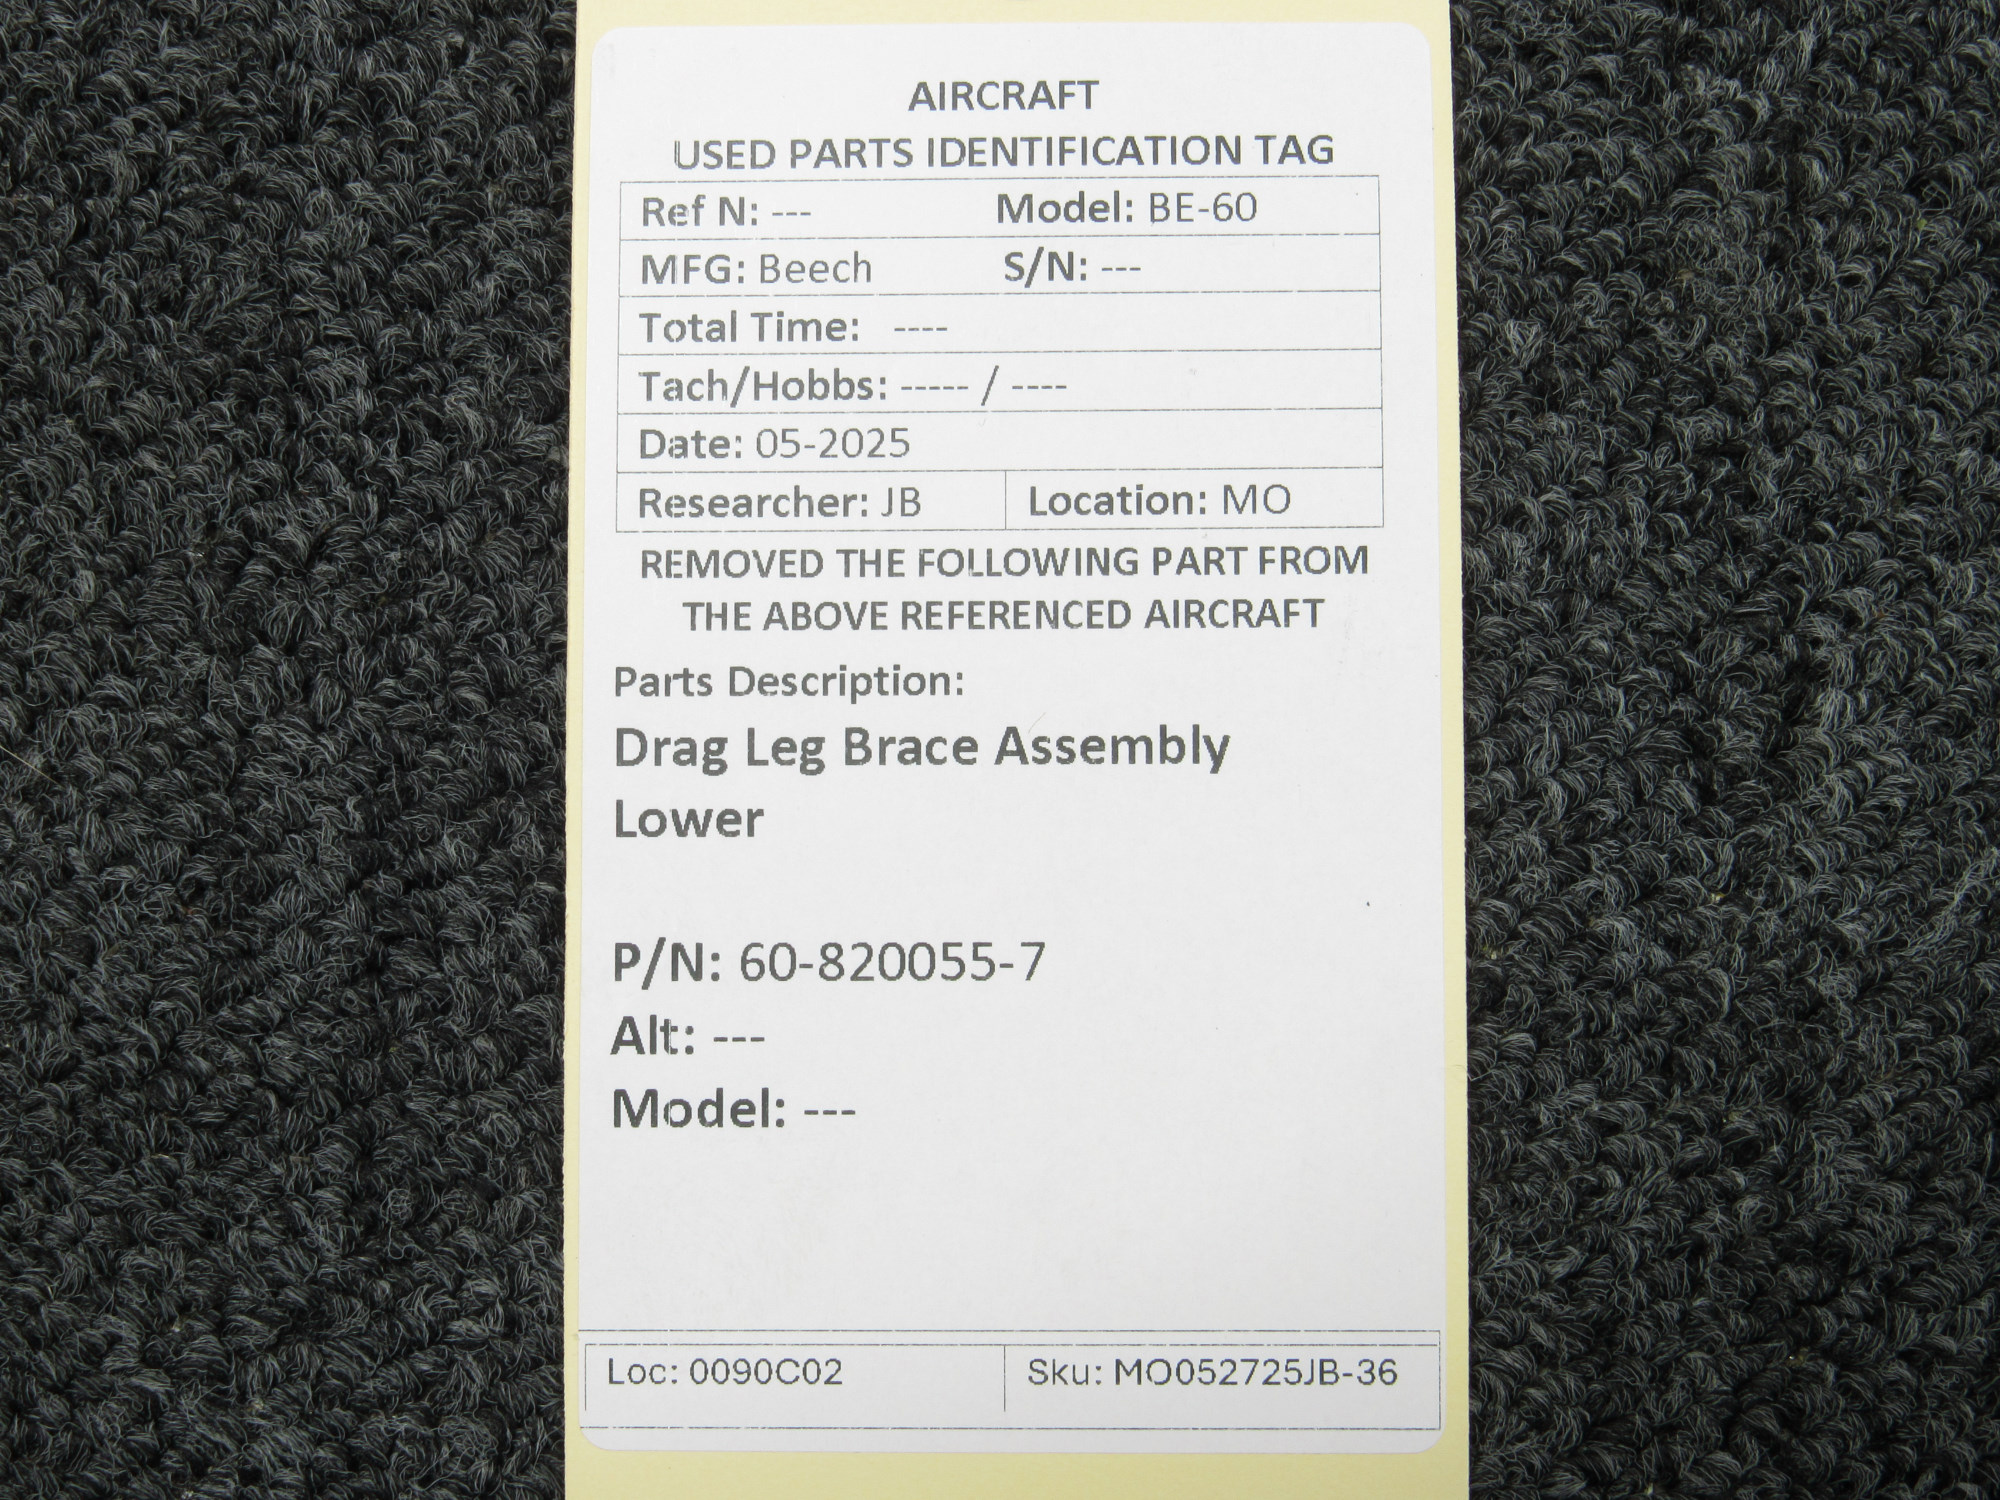 AIRCRAFT
USED PARTS IDENTIFICATION TAG
Ref N: --- Model: BE-60
MFG: Beech S/N: ---
Total Time: ----
Tach/Hobbs: ----- / ----
Date: 05-2025
Researcher: JB Location: MO
REMOVED THE FOLLOWING PART FROM
THE ABOVE REFERENCED AIRCRAFT
Parts Description:
Drag Leg Brace Assembly
Lower
P/N: 60-820055-7
Alt: ---
Model: ---
Loc: 0090C02 Sku: MO052725JB-36